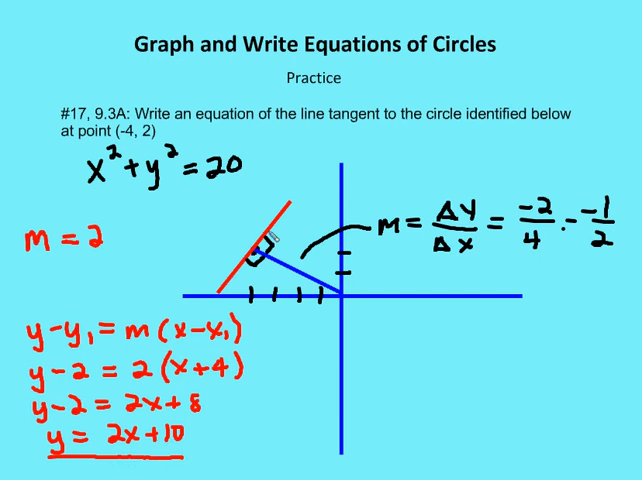 Graph and Write Equations of Circles
Practice
#17, 9.3A: Write an equation of the line tangent to the circle identified below
at point (-4, 2)
x² + y² = 20
m = ΔY/ΔX = -2/4 = -1/2
m = 2
y - y₁ = m (x - x₁)
y - 2 = 2 (x + 4)
y - 2 = 2x + 8
y = 2x + 10